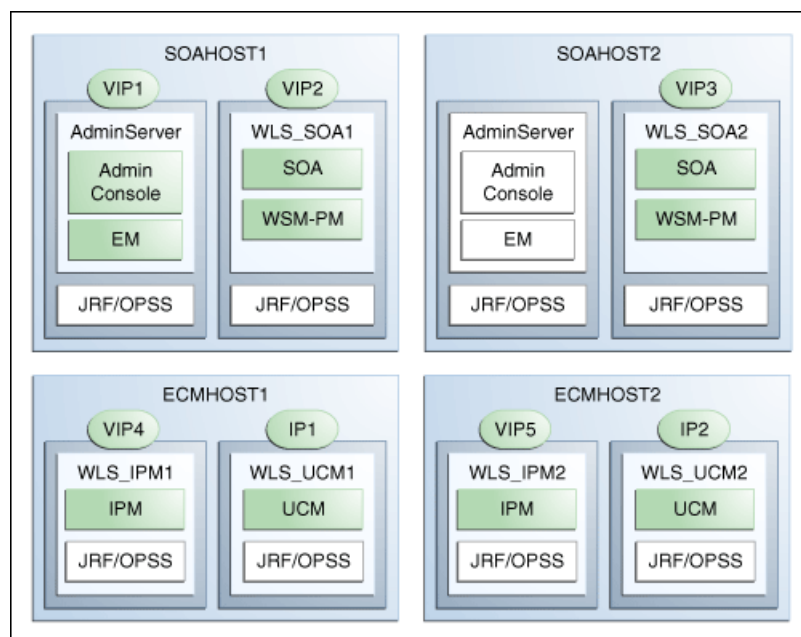 SOAHOST1
VIP1
AdminServer
Admin
Console
EM
JRF/OPSS
VIP2
WLS_SOA1
SOA
WSM-PM
JRF/OPSS
SOAHOST2
AdminServer
Admin
Console
EM
JRF/OPSS
VIP3
WLS_SOA2
SOA
WSM-PM
JRF/OPSS
ECMHOST1
VIP4
WLS_IPM1
IPM
JRF/OPSS
IP1
WLS_UCM1
UCM
JRF/OPSS
ECMHOST2
VIP5
WLS_IPM2
IPM
JRF/OPSS
IP2
WLS_UCM2
UCM
JRF/OPSS